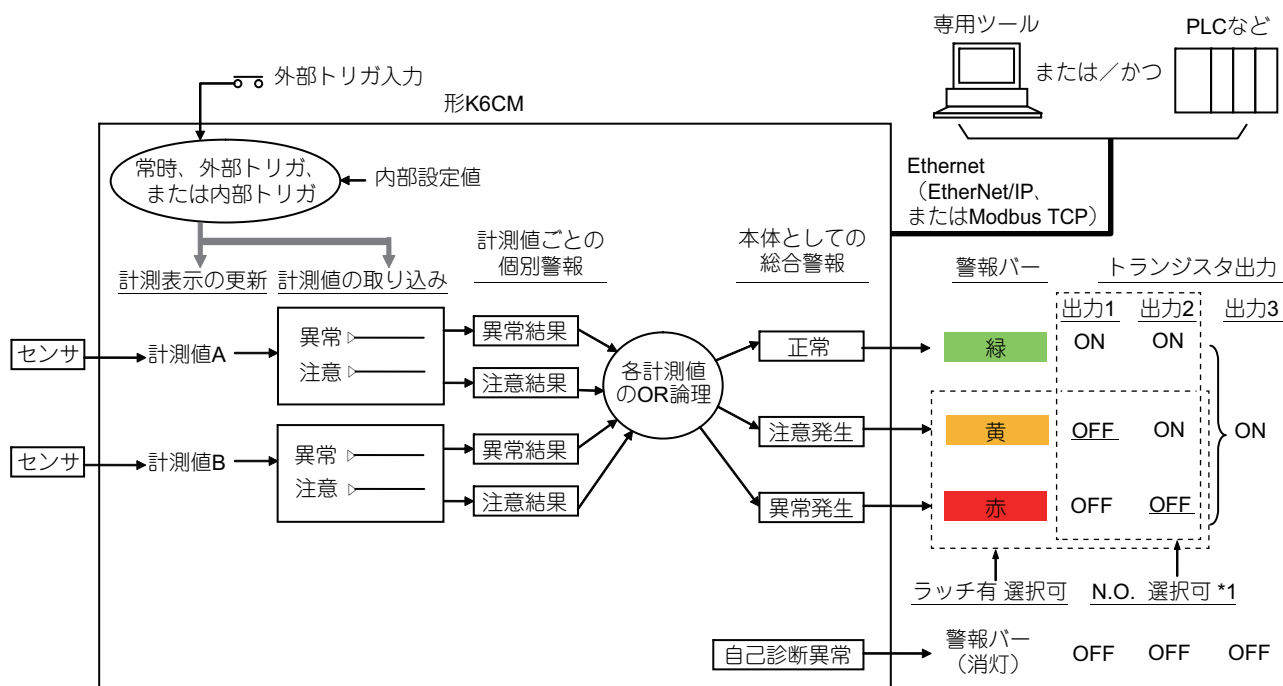 専用ツール
PLCなど
または／かつ
外部トリガ入力
形K6CM
常時、外部トリガ、
または内部トリガ
内部設定値
Ethernet
（EtherNet/IP、
またはModbus TCP）
計測表示の更新
計測値の取り込み
計測値ごとの
個別警報
本体としての
総合警報
警報バー
トランジスタ出力
出力1
出力2
出力3
センサ
計測値A
異常
注意
異常結果
注意結果
各計測値
のOR論理
正常
緑
ON
ON
注意発生
黄
OFF
ON
ON
センサ
計測値B
異常
注意
異常結果
注意結果
異常発生
赤
OFF
OFF
ラッチ有 選択可
N.O. 選択可 *1
自己診断異常
警報バー
（消灯）
OFF
OFF
OFF